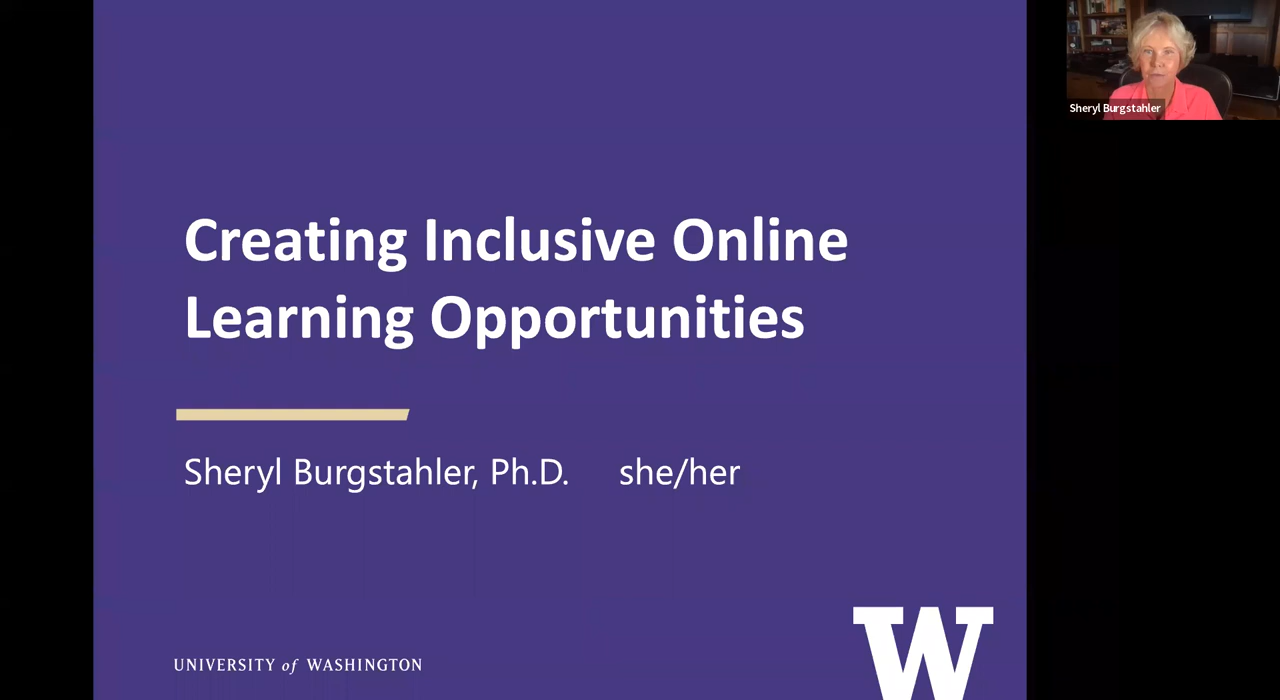 Creating Inclusive Online
Learning Opportunities
Sheryl Burgstahler, Ph.D. she/her
UNIVERSITY of WASHINGTON
W
Sheryl Burgstahler